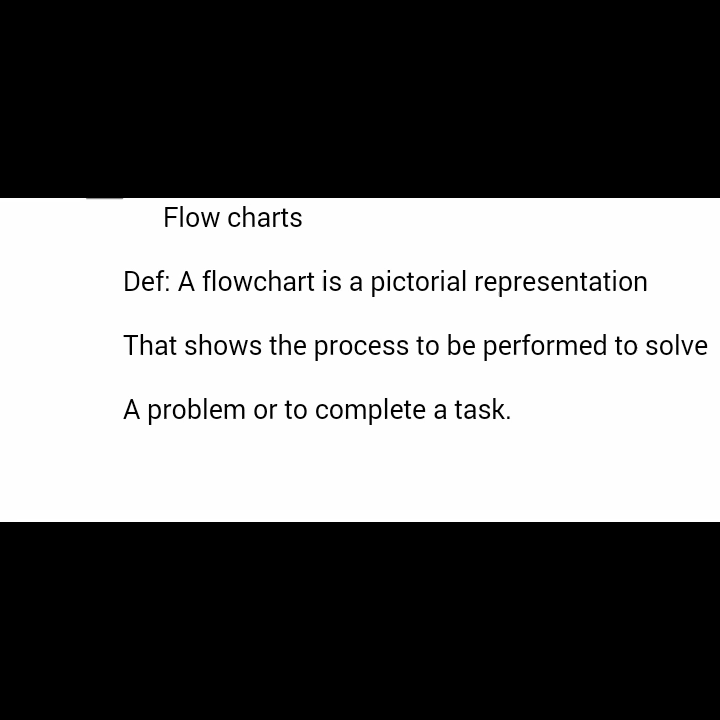 Flow charts
Def: A flowchart is a pictorial representation
That shows the process to be performed to solve
A problem or to complete a task.